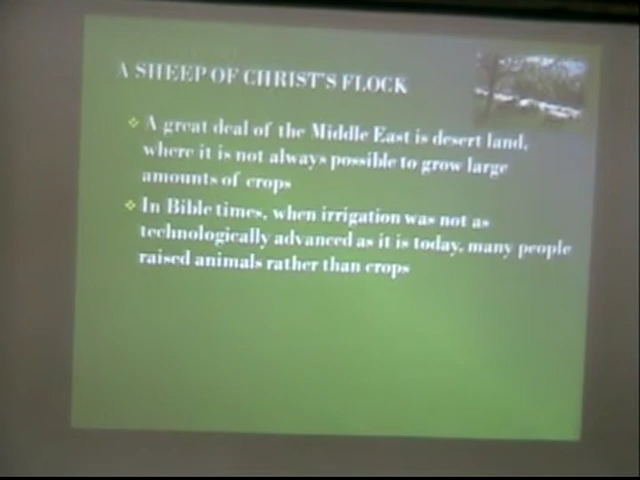 A SHEEP OF CHRIST'S FLOCK
A great deal of the Middle East is desert land,
where it is not always possible to grow large
amounts of crops
In Bible times, when irrigation was not as
technologically advanced as it is today, many people
raised animals rather than crops